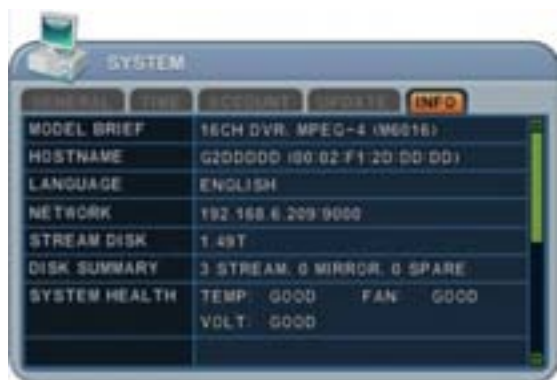 SYSTEM
GENERAL TIME ACCOUNT UPDATE INFO
MODEL BRIEF 16CH DVR, MPEG-4 (M6016)
HOSTNAME G2DDDDD (00:02:F1:2D:DD:DD)
LANGUAGE ENGLISH
NETWORK 192.168.6.209:9000
STREAM DISK 1.49T
DISK SUMMARY 3 STREAM, 0 MIRROR, 0 SPARE
SYSTEM HEALTH TEMP: GOOD FAN: GOOD
VOLT: GOOD